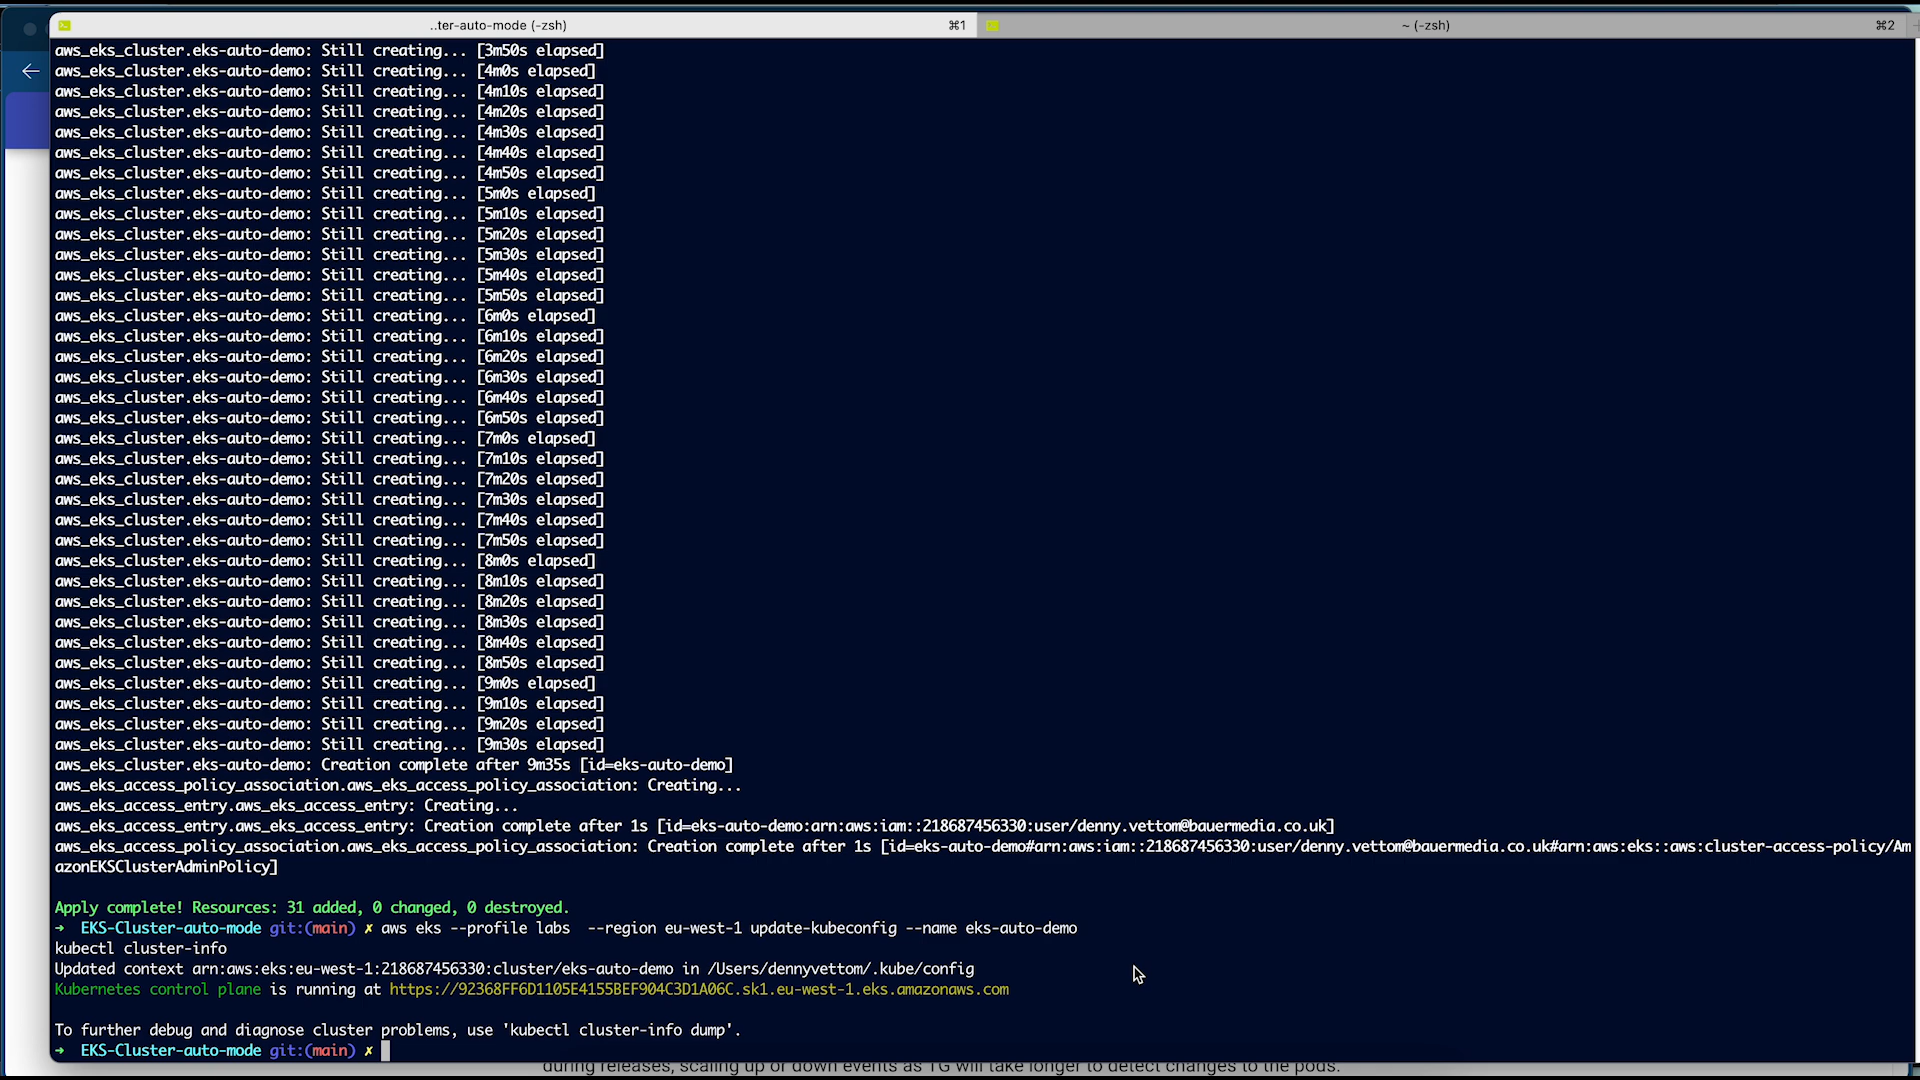 ..ter-auto-mode (-zsh)
⌘1
~ (-zsh)
⌘2
aws_eks_cluster.eks-auto-demo: Still creating... [3m50s elapsed]
aws_eks_cluster.eks-auto-demo: Still creating... [4m0s elapsed]
aws_eks_cluster.eks-auto-demo: Still creating... [4m10s elapsed]
aws_eks_cluster.eks-auto-demo: Still creating... [4m20s elapsed]
aws_eks_cluster.eks-auto-demo: Still creating... [4m30s elapsed]
aws_eks_cluster.eks-auto-demo: Still creating... [4m40s elapsed]
aws_eks_cluster.eks-auto-demo: Still creating... [4m50s elapsed]
aws_eks_cluster.eks-auto-demo: Still creating... [5m0s elapsed]
aws_eks_cluster.eks-auto-demo: Still creating... [5m10s elapsed]
aws_eks_cluster.eks-auto-demo: Still creating... [5m20s elapsed]
aws_eks_cluster.eks-auto-demo: Still creating... [5m30s elapsed]
aws_eks_cluster.eks-auto-demo: Still creating... [5m40s elapsed]
aws_eks_cluster.eks-auto-demo: Still creating... [5m50s elapsed]
aws_eks_cluster.eks-auto-demo: Still creating... [6m0s elapsed]
aws_eks_cluster.eks-auto-demo: Still creating... [6m10s elapsed]
aws_eks_cluster.eks-auto-demo: Still creating... [6m20s elapsed]
aws_eks_cluster.eks-auto-demo: Still creating... [6m30s elapsed]
aws_eks_cluster.eks-auto-demo: Still creating... [6m40s elapsed]
aws_eks_cluster.eks-auto-demo: Still creating... [6m50s elapsed]
aws_eks_cluster.eks-auto-demo: Still creating... [7m0s elapsed]
aws_eks_cluster.eks-auto-demo: Still creating... [7m10s elapsed]
aws_eks_cluster.eks-auto-demo: Still creating... [7m20s elapsed]
aws_eks_cluster.eks-auto-demo: Still creating... [7m30s elapsed]
aws_eks_cluster.eks-auto-demo: Still creating... [7m40s elapsed]
aws_eks_cluster.eks-auto-demo: Still creating... [7m50s elapsed]
aws_eks_cluster.eks-auto-demo: Still creating... [8m0s elapsed]
aws_eks_cluster.eks-auto-demo: Still creating... [8m10s elapsed]
aws_eks_cluster.eks-auto-demo: Still creating... [8m20s elapsed]
aws_eks_cluster.eks-auto-demo: Still creating... [8m30s elapsed]
aws_eks_cluster.eks-auto-demo: Still creating... [8m40s elapsed]
aws_eks_cluster.eks-auto-demo: Still creating... [8m50s elapsed]
aws_eks_cluster.eks-auto-demo: Still creating... [9m0s elapsed]
aws_eks_cluster.eks-auto-demo: Still creating... [9m10s elapsed]
aws_eks_cluster.eks-auto-demo: Still creating... [9m20s elapsed]
aws_eks_cluster.eks-auto-demo: Still creating... [9m30s elapsed]
aws_eks_cluster.eks-auto-demo: Creation complete after 9m35s [id=eks-auto-demo]
aws_eks_access_policy_association.aws_eks_access_policy_association: Creating...
aws_eks_access_entry.aws_eks_access_entry: Creating...
aws_eks_access_entry.aws_eks_access_entry: Creation complete after 1s [id=eks-auto-demo:arn:aws:iam::218687456330:user/denny.vettom@bauermedia.co.uk]
aws_eks_access_policy_association.aws_eks_access_policy_association: Creation complete after 1s [id=eks-auto-demo#arn:aws:iam::218687456330:user/denny.vettom@bauermedia.co.uk#arn:aws:eks::aws:cluster-access-policy/Am
azonEKSClusterAdminPolicy]
Apply complete! Resources: 31 added, 0 changed, 0 destroyed.
→ EKS-Cluster-auto-mode git:(main) ✗ aws eks --profile labs  --region eu-west-1 update-kubeconfig --name eks-auto-demo
kubectl cluster-info
Updated context arn:aws:eks:eu-west-1:218687456330:cluster/eks-auto-demo in /Users/dennyvettom/.kube/config
Kubernetes control plane is running at https://92368FF6D1105E4155BEF904C3D1A06C.sk1.eu-west-1.eks.amazonaws.com
To further debug and diagnose cluster problems, use 'kubectl cluster-info dump'.
→ EKS-Cluster-auto-mode git:(main) ✗
during releases, scaling up or down events as TG will take longer to detect changes to the pods.